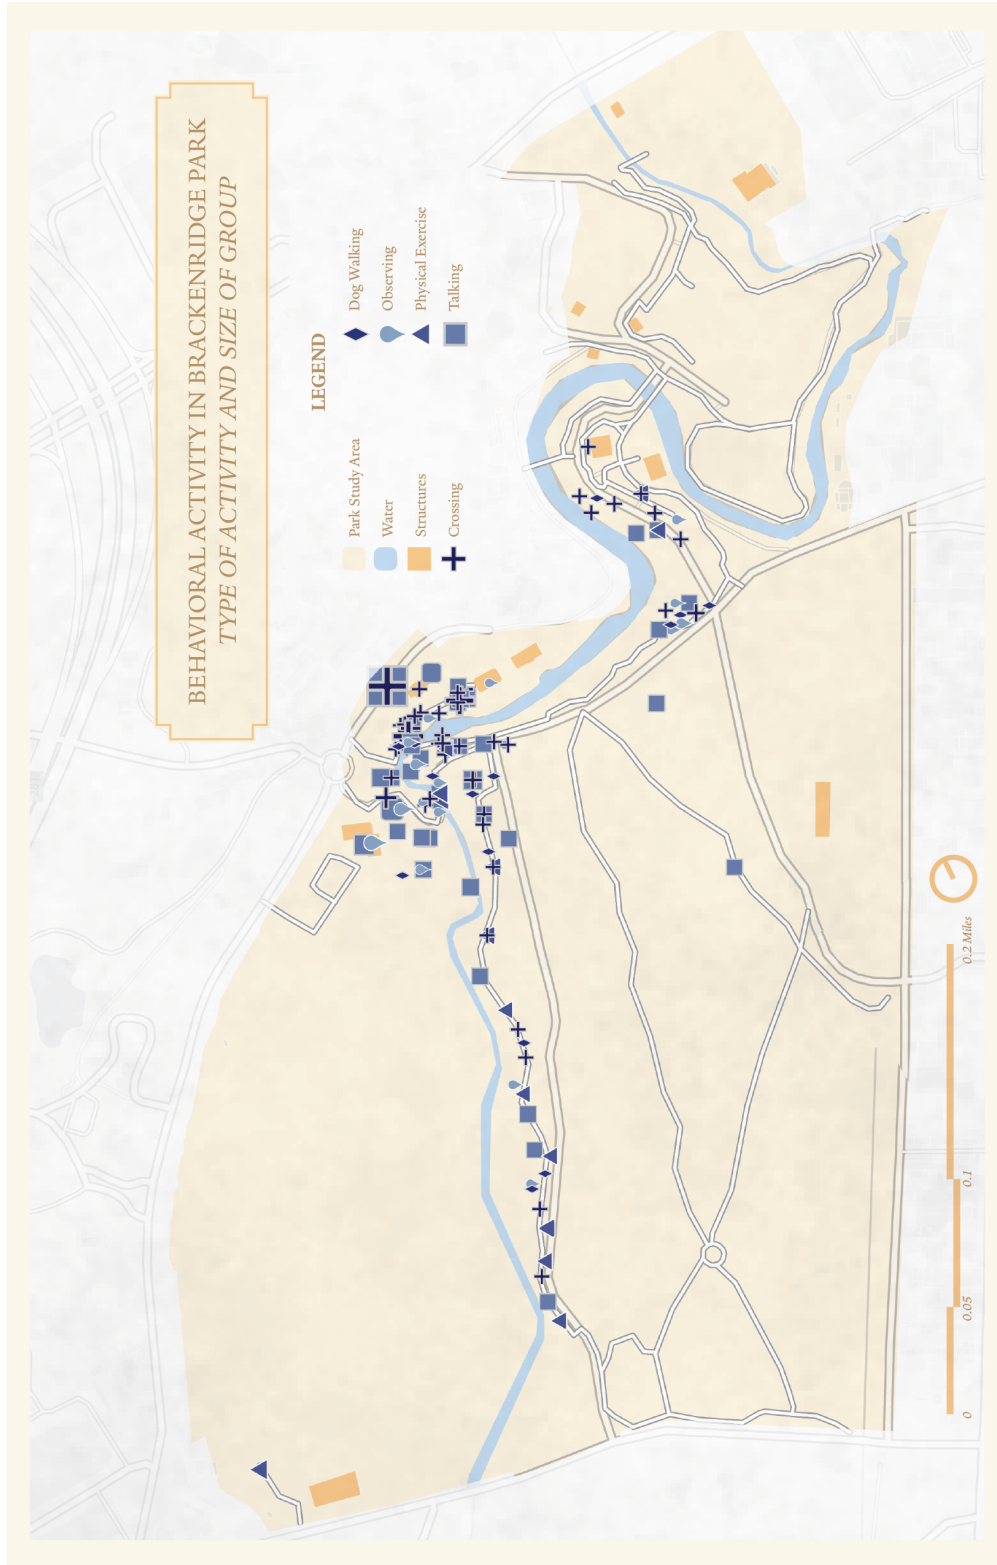 BEHAVIORAL ACTIVITY IN BRACKENRIDGE PARK
TYPE OF ACTIVITY AND SIZE OF GROUP
LEGEND
Park Study Area
Water
Structures
Crossing
Dog Walking
Observing
Physical Exercise
Talking
0
0.05
0.1
0.2 Miles